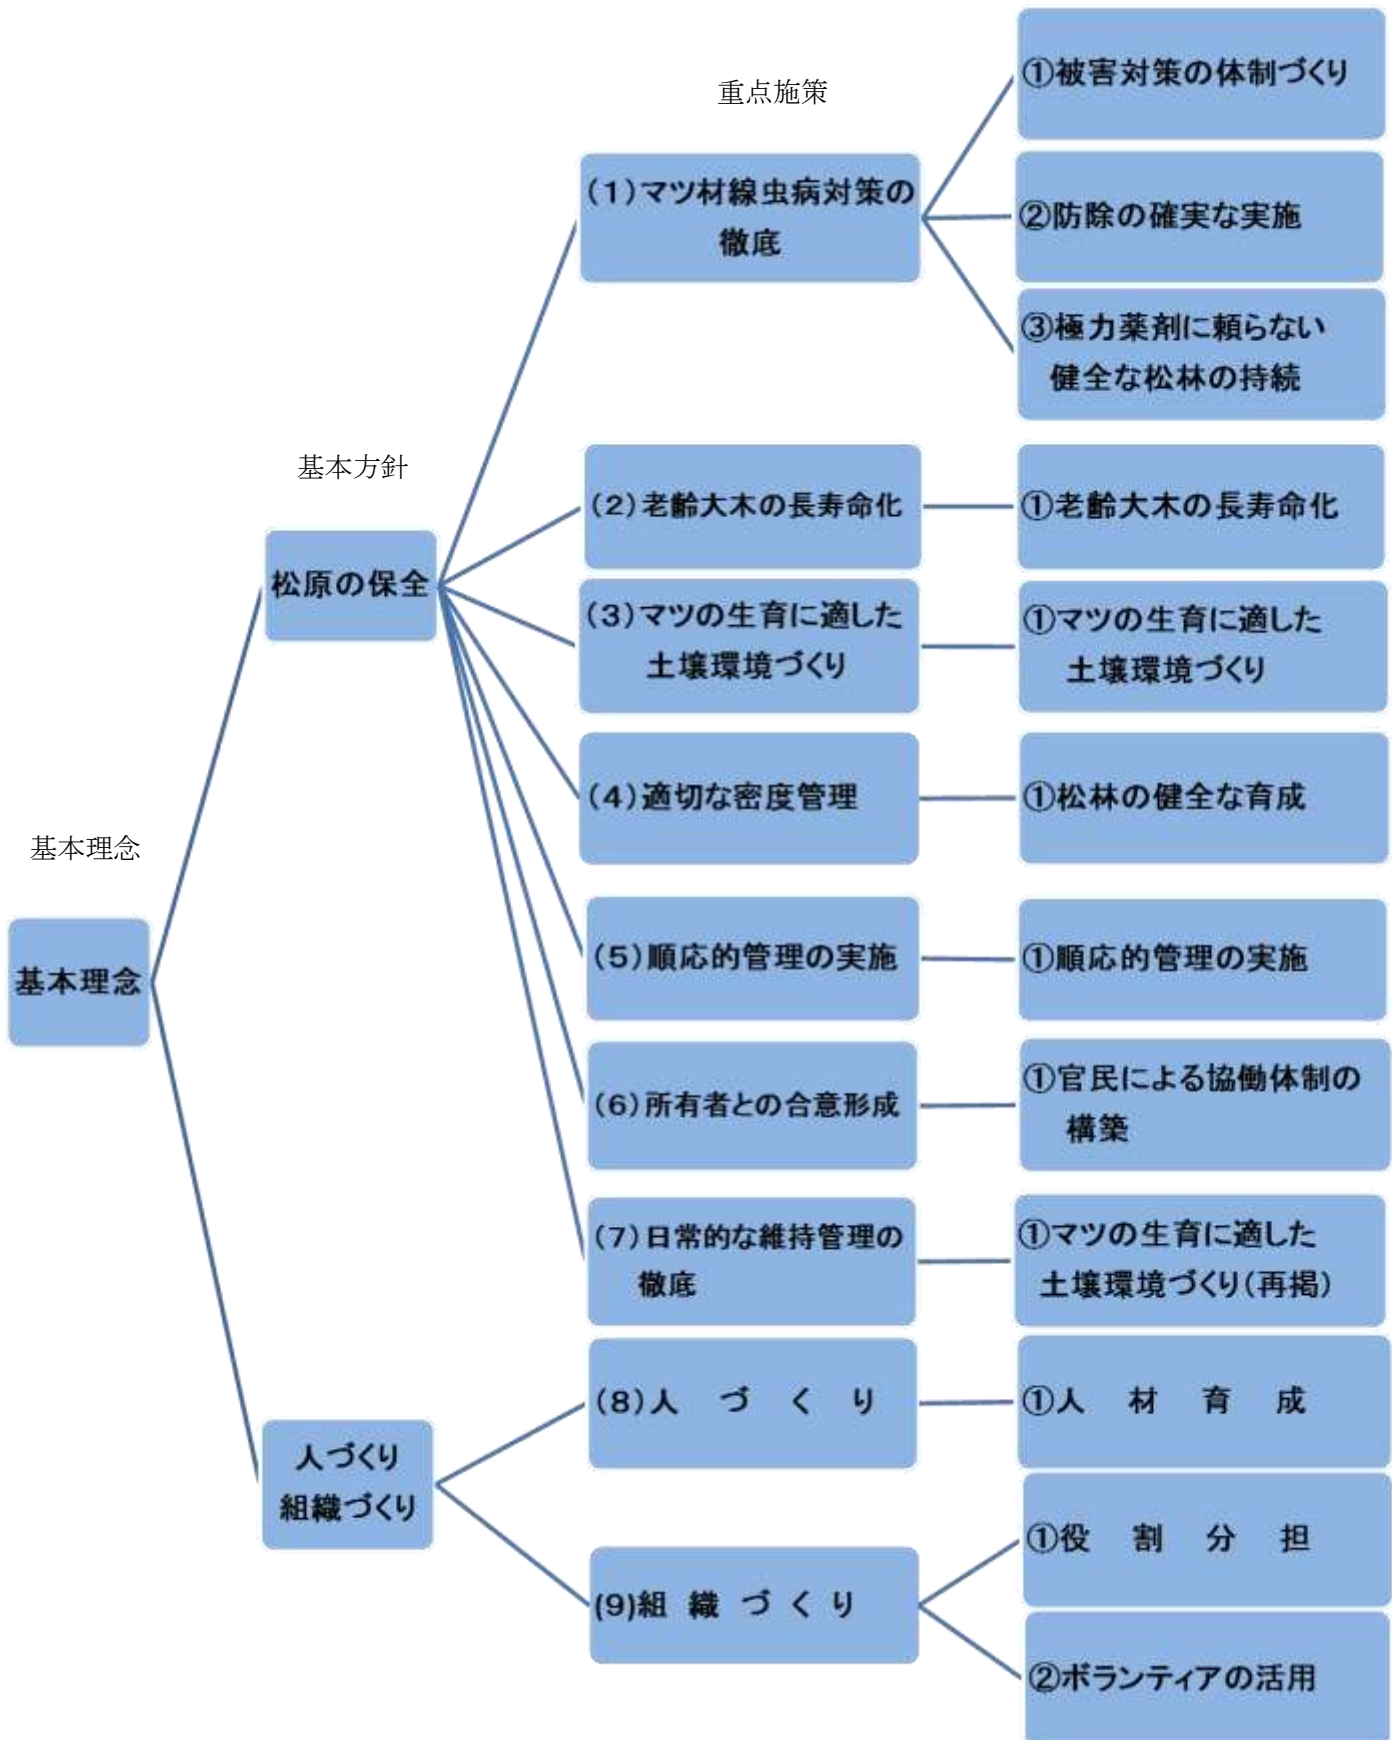 重点施策
①被害対策の体制づくり
(1)マツ材線虫病対策の
徹底
②防除の確実な実施
③極力薬剤に頼らない
健全な松林の持続
基本方針
松原の保全
(2)老齢大木の長寿命化
①老齢大木の長寿命化
(3)マツの生育に適した
土壌環境づくり
①マツの生育に適した
土壌環境づくり
(4)適切な密度管理
①松林の健全な育成
基本理念
基本理念
(5)順応的管理の実施
①順応的管理の実施
(6)所有者との合意形成
①官民による協働体制の
構築
(7)日常的な維持管理の
徹底
①マツの生育に適した
土壌環境づくり(再掲)
人づくり
組織づくり
(8)人 づ く り
①人 材 育 成
(9)組 織 づ く り
①役 割 分 担
②ボランティアの活用